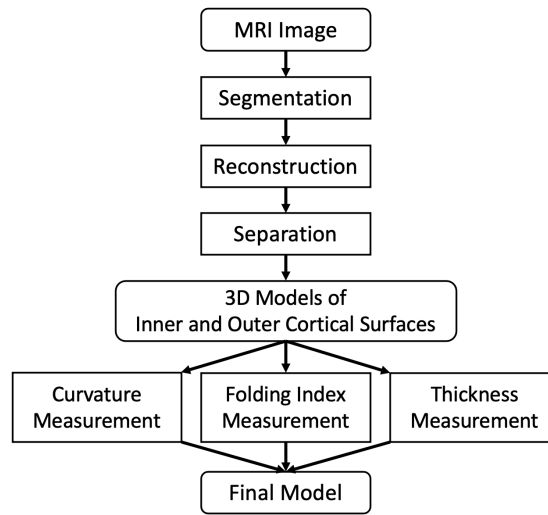 MRI Image
Segmentation
Reconstruction
Separation
3D Models of
Inner and Outer Cortical Surfaces
Curvature
Measurement
Folding Index
Measurement
Thickness
Measurement
Final Model